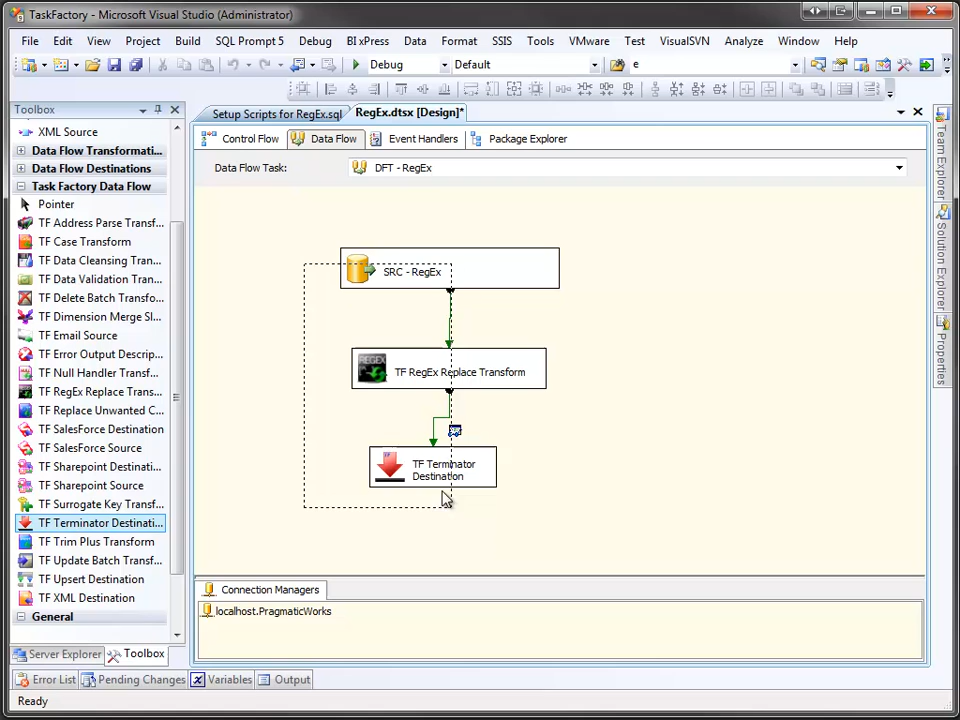 TaskFactory - Microsoft Visual Studio (Administrator)
File Edit View Project Build SQL Prompt 5 Debug BI xPress Data Format SSIS Tools VMware Test VisualSVN Analyze Window Help
Debug Default e
Toolbox
Setup Scripts for RegEx.sql RegEx.dtsx [Design]*
XML Source
Data Flow Transformati...
Data Flow Destinations
Task Factory Data Flow
Pointer
TF Address Parse Transf...
TF Case Transform
TF Data Cleansing Tran...
TF Data Validation Tran...
TF Delete Batch Transfo...
TF Dimension Merge Sl...
TF Email Source
TF Error Output Descrip...
TF Null Handler Transf...
TF RegEx Replace Trans...
TF Replace Unwanted C...
TF SalesForce Destination
TF SalesForce Source
TF Sharepoint Destinati...
TF Sharepoint Source
TF Surrogate Key Transf...
TF Terminator Destinati...
TF Trim Plus Transform
TF Update Batch Transf...
TF Upsert Destination
TF XML Destination
General
Server Explorer Toolbox
Control Flow Data Flow Event Handlers Package Explorer
Data Flow Task: DFT - RegEx
SRC - RegEx
REGEX
TF RegEx Replace Transform
TF Terminator
Destination
Connection Managers
localhost.PragmaticWorks
Team Explorer
Solution Explorer
Properties
Error List Pending Changes Variables Output
Ready